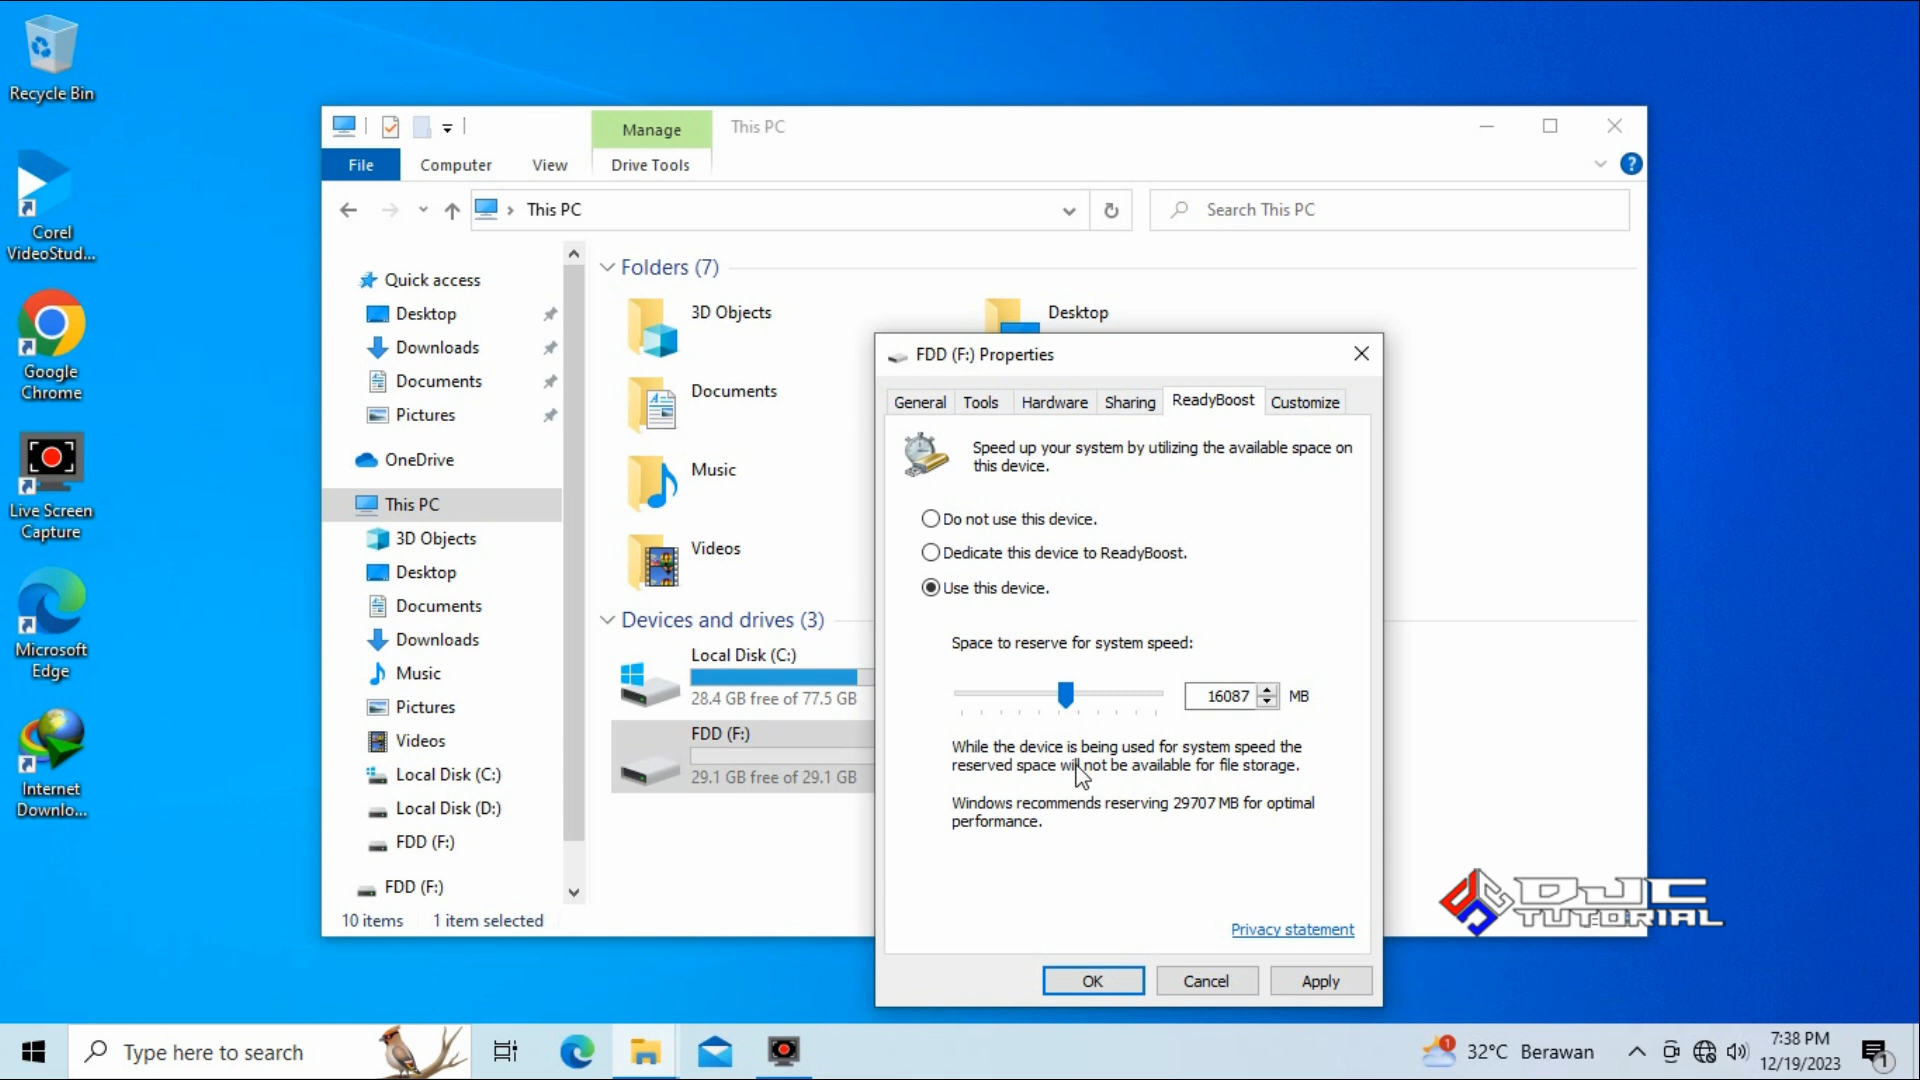 Recycle Bin
Corel
VideoStud...
Google
Chrome
Live Screen
Capture
Microsoft
Edge
Internet
Downlo...
Manage
This PC
File
Computer
View
Drive Tools
This PC
Search This PC
Quick access
Desktop
Downloads
Documents
Pictures
OneDrive
This PC
3D Objects
Desktop
Documents
Downloads
Music
Pictures
Videos
Local Disk (C:)
Local Disk (D:)
FDD (F:)
FDD (F:)
10 items
1 item selected
Folders (7)
3D Objects
Desktop
Documents
Music
Videos
Devices and drives (3)
Local Disk (C:)
28.4 GB free of 77.5 GB
FDD (F:)
29.1 GB free of 29.1 GB
FDD (F:) Properties
General
Tools
Hardware
Sharing
ReadyBoost
Customize
Speed up your system by utilizing the available space on
this device.
Do not use this device.
Dedicate this device to ReadyBoost.
Use this device.
Space to reserve for system speed:
16087 MB
While the device is being used for system speed the
reserved space will not be available for file storage.
Windows recommends reserving 29707 MB for optimal
performance.
Privacy statement
OK
Cancel
Apply
DJC
TUTORIAL
Type here to search
1
32°C Berawan
7:38 PM
12/19/2023
1